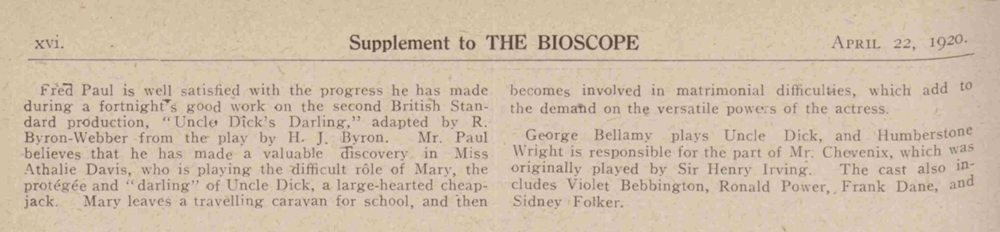 xvi.
Supplement to THE BIOSCOPE
APRIL 22, 1920.
Fred Paul is well satisfied with the progress he has made
during a fortnight's good work on the second British Stan-
dard production, "Uncle Dick's Darling," adapted by R.
Byron-Webber from the play by H. J. Byron. Mr. Paul
believes that he has made a valuable discovery in Miss
Athalie Davis, who is playing the difficult rôle of Mary, the
protégée and "darling" of Uncle Dick, a large-hearted cheap-
jack. Mary leaves a travelling caravan for school, and then
becomes involved in matrimonial difficulties, which add to
the demand on the versatile powers of the actress.
George Bellamy plays Uncle Dick, and Humberstone
Wright is responsible for the part of Mr. Chevenix, which was
originally played by Sir Henry Irving. The cast also in-
cludes Violet Bebbington, Ronald Power, Frank Dane, and
Sidney Folker.